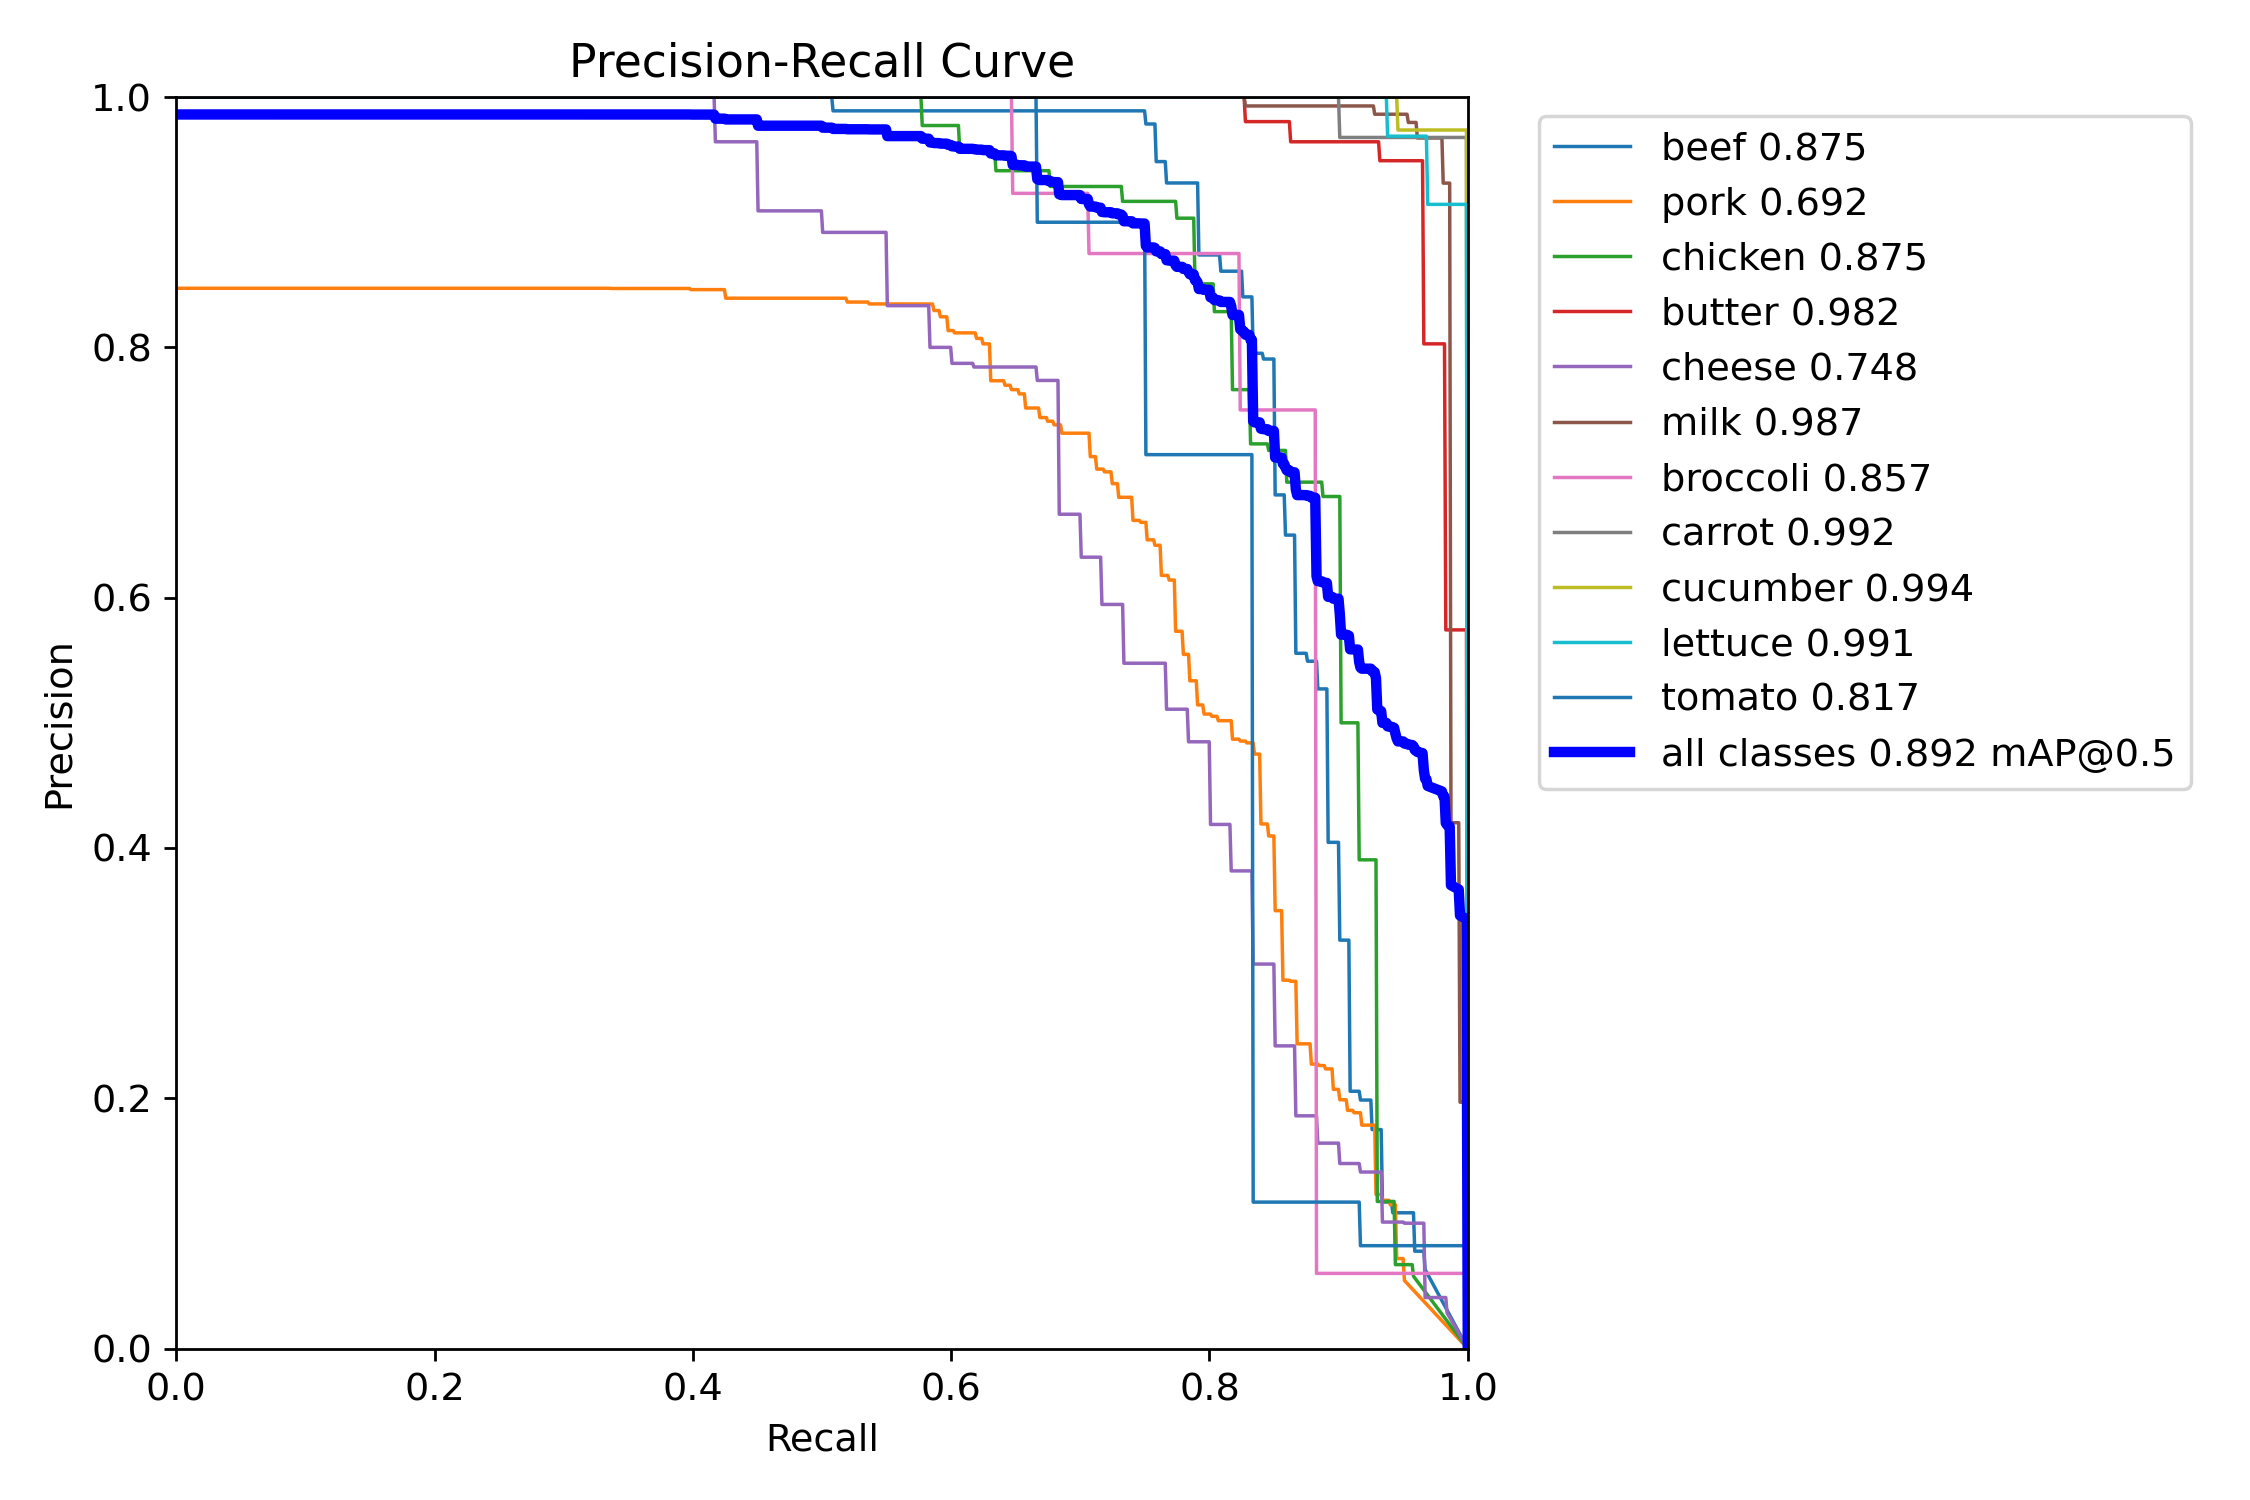 Precision-Recall Curve
1.0
0.8
0.6
0.4
0.2
0.0
Precision
0.0 0.2 0.4 0.6 0.8 1.0
Recall
beef 0.875
pork 0.692
chicken 0.875
butter 0.982
cheese 0.748
milk 0.987
broccoli 0.857
carrot 0.992
cucumber 0.994
lettuce 0.991
tomato 0.817
all classes 0.892 mAP@0.5